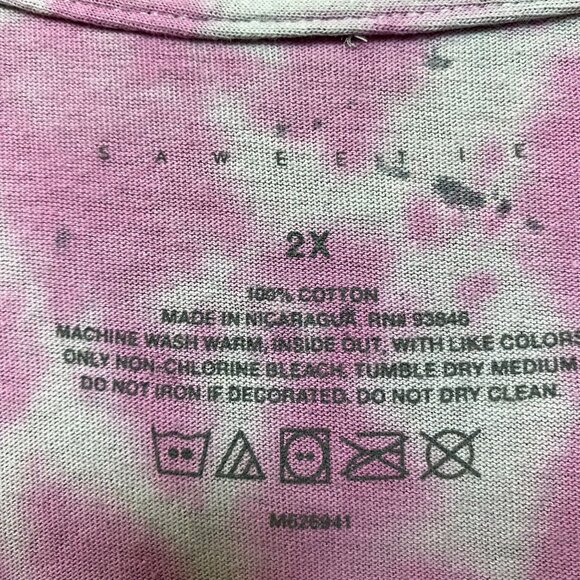 SAWEETIE
2X
100% COTTON
MADE IN NICARAGUA RN# 93846
MACHINE WASH WARM, INSIDE OUT, WITH LIKE COLORS
ONLY NON-CHLORINE BLEACH. TUMBLE DRY MEDIUM
DO NOT IRON IF DECORATED. DO NOT DRY CLEAN.
M626941